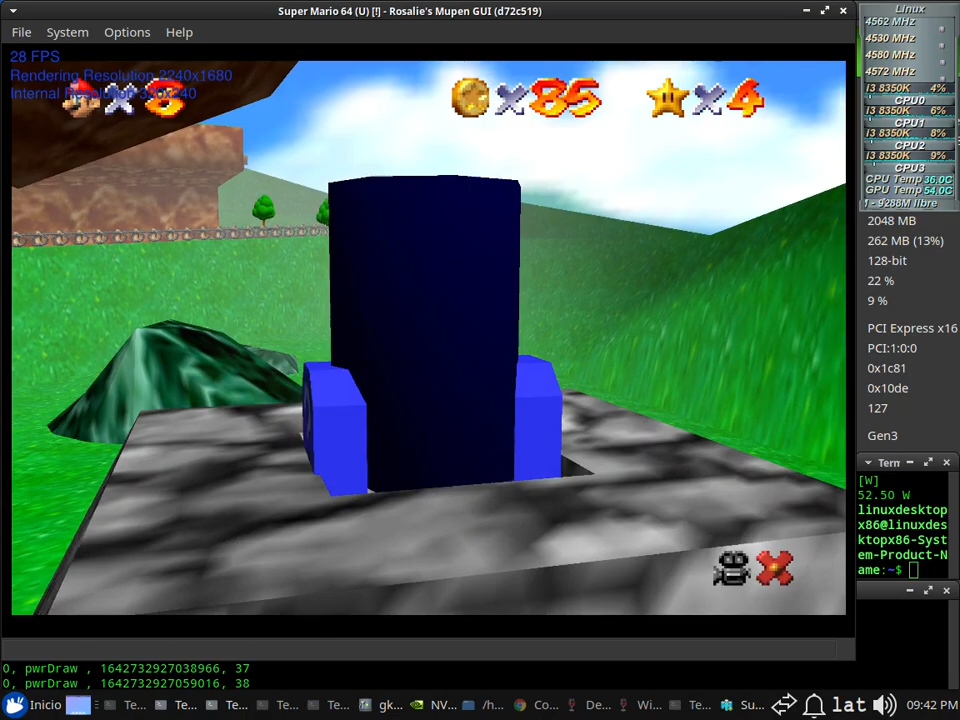 Super Mario 64 (U) [!] - Rosalie's Mupen GUI (d72c519)
File System Options Help
28 FPS
Rendering Resolution 2240x1680
Internal Resolution 320x240
x 6
x 85
x 4
Linux
4562 MHz
4530 MHz
4580 MHz
4572 MHz
I3 8350K 4%
CPU0
I3 8350K 6%
CPU1
I3 8350K 8%
CPU2
I3 8350K 9%
CPU3
CPU Temp 36,0C
GPU Temp 54,0C
- 9288M libre
2048 MB
262 MB (13%)
128-bit
22 %
9 %
PCI Express x16
PCI:1:0:0
0x1c81
0x10de
127
Gen3
Tern
[W]
52.50 W
linuxdesktop
x86@linuxdes
ktopx86-Syst
em-Product-N
ame:~$
0, pwrDraw , 1642732927038966, 37
0, pwrDraw , 1642732927059016, 38
Inicio Te... Te... Te... Te... Te... gk... NV... /h... Co... De... Wi... Te... Su... lat 09:42 PM